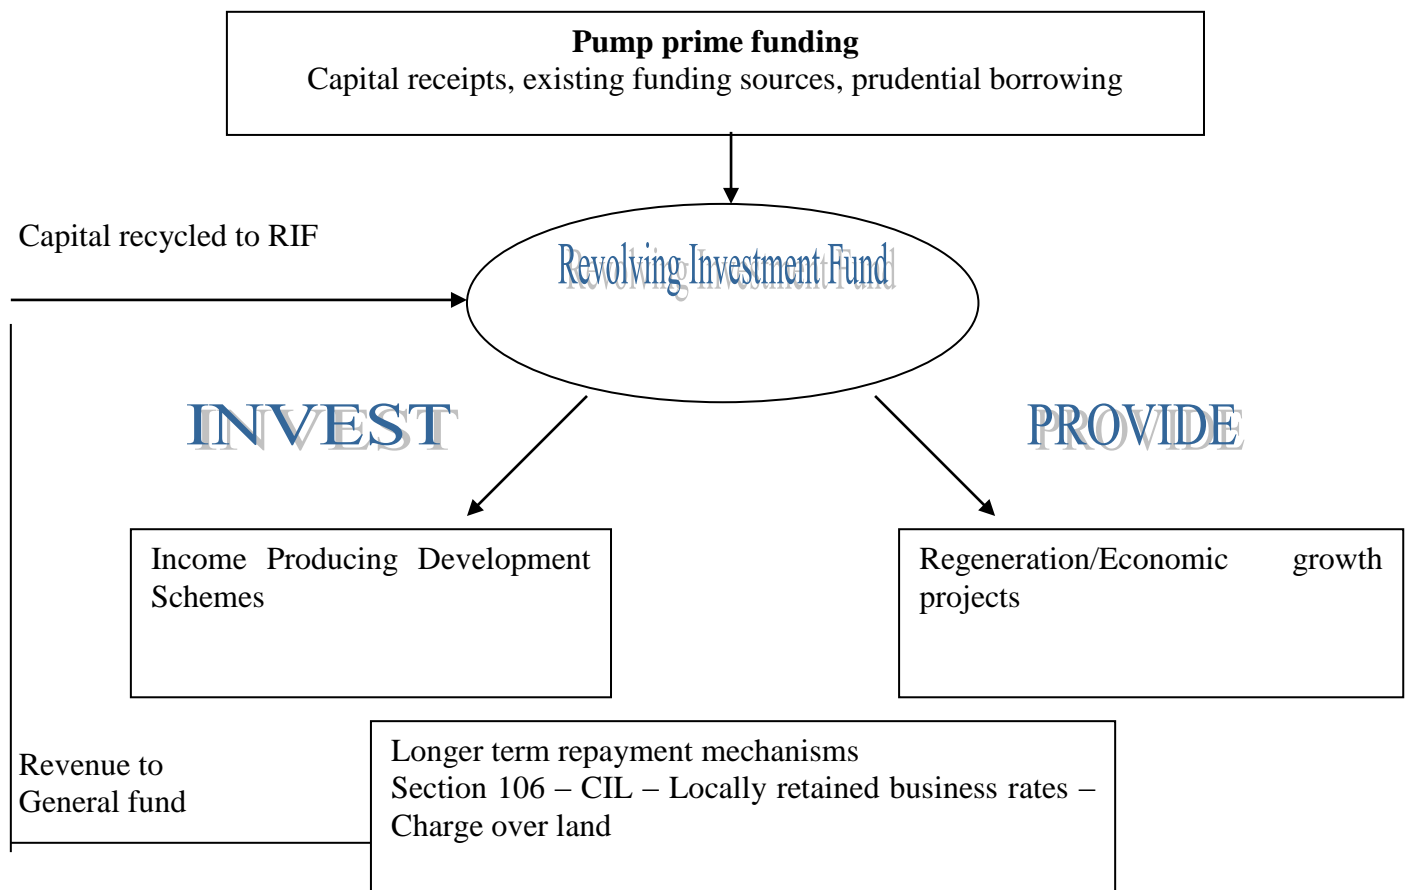 Pump prime funding
Capital receipts, existing funding sources, prudential borrowing
Capital recycled to RIF
Revolving Investment Fund
INVEST
PROVIDE
Income Producing Development
Schemes
Regeneration/Economic growth
projects
Revenue to
General fund
Longer term repayment mechanisms
Section 106 – CIL – Locally retained business rates –
Charge over land